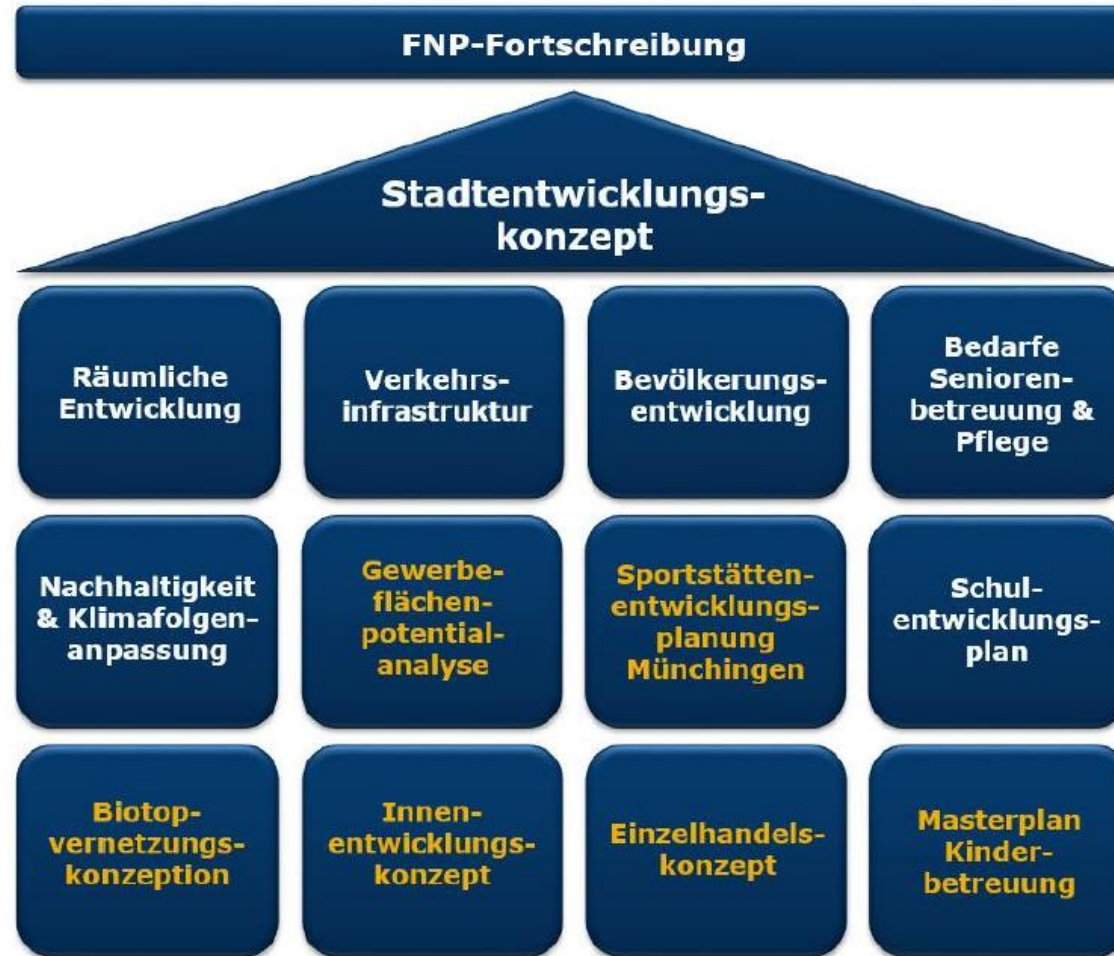 FNP-Fortschreibung
Stadtentwicklungs-
konzept
Räumliche
Entwicklung
Verkehrs-
infrastruktur
Bevölkerungs-
entwicklung
Bedarfe
Senioren-
betreuung &
Pflege
Nachhaltigkeit
& Klimafolgen-
anpassung
Gewerbe-
flächen-
potential-
analyse
Sportstätten-
entwicklungs-
planung
Münchingen
Schul-
entwicklungs-
plan
Biotop-
vernetzungs-
konzeption
Innen-
entwicklungs-
konzept
Einzelhandels-
konzept
Masterplan
Kinder-
betreuung